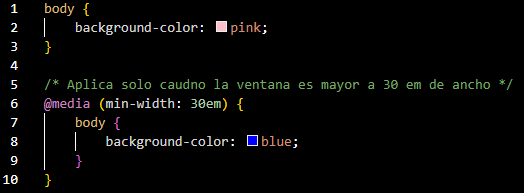 1 body {
2 background-color: pink;
3 }
4
5 /* Aplica solo caudno la ventana es mayor a 30 em de ancho */
6 @media (min-width: 30em) {
7 body {
8 background-color: blue;
9 }
10 }